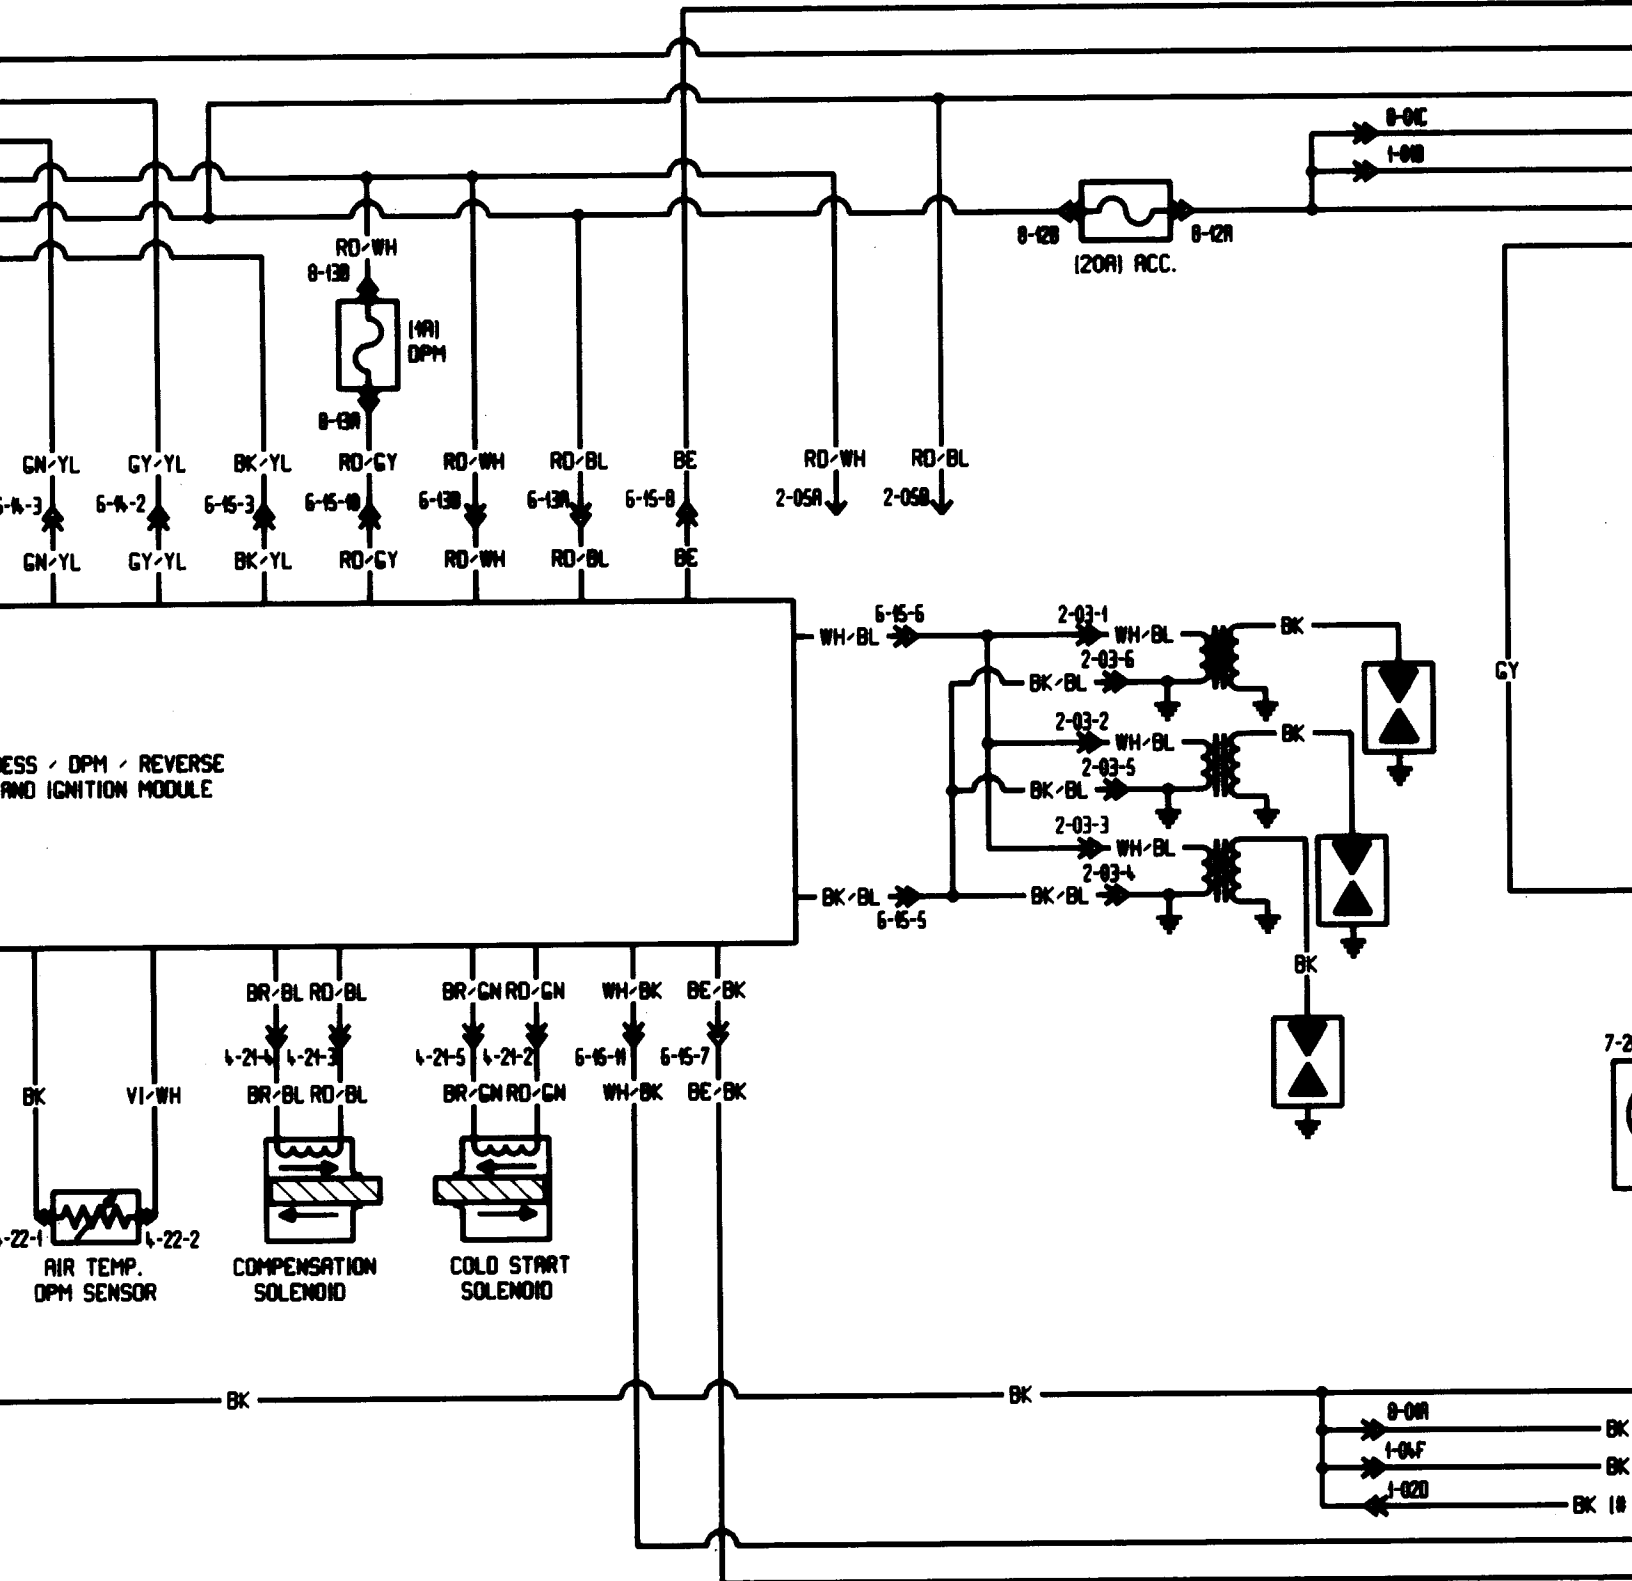 8-01C
1-01B
RD/WH
8-13B
8-12B
8-12A
(20A) ACC.
DPM
8-13A
GN/YL GY/YL BK/YL RD/GY RD/WH RD/BL BE RD/WH RD/BL
6-14-3 6-14-2 6-15-3 6-15-10 6-13B 6-13A 6-15-8 2-05A 2-05B
GN/YL GY/YL BK/YL RD/GY RD/WH RD/BL BE
6-15-6 2-03-1
WH/BL WH/BL BK
2-03-6
BK/BL
GY
2-03-2
WH/BL BK
2-03-5
BK/BL
DESS / DPM / REVERSE
AND IGNITION MODULE
2-03-3
WH/BL
2-03-4
BK/BL BK/BL
6-15-5
BK
BR/BL RD/BL BR/GN RD/GN WH/BK BE/BK
4-21-4 4-21-3 4-21-5 4-21-2 6-15-11 6-15-7
BK VI/WH BR/BL RD/BL BR/GN RD/GN WH/BK BE/BK
4-22-1 4-22-2
AIR TEMP.
DPM SENSOR
COMPENSATION
SOLENOID
COLD START
SOLENOID
BK BK
8-01A
BK
1-04F
BK
1-02D
BK (#